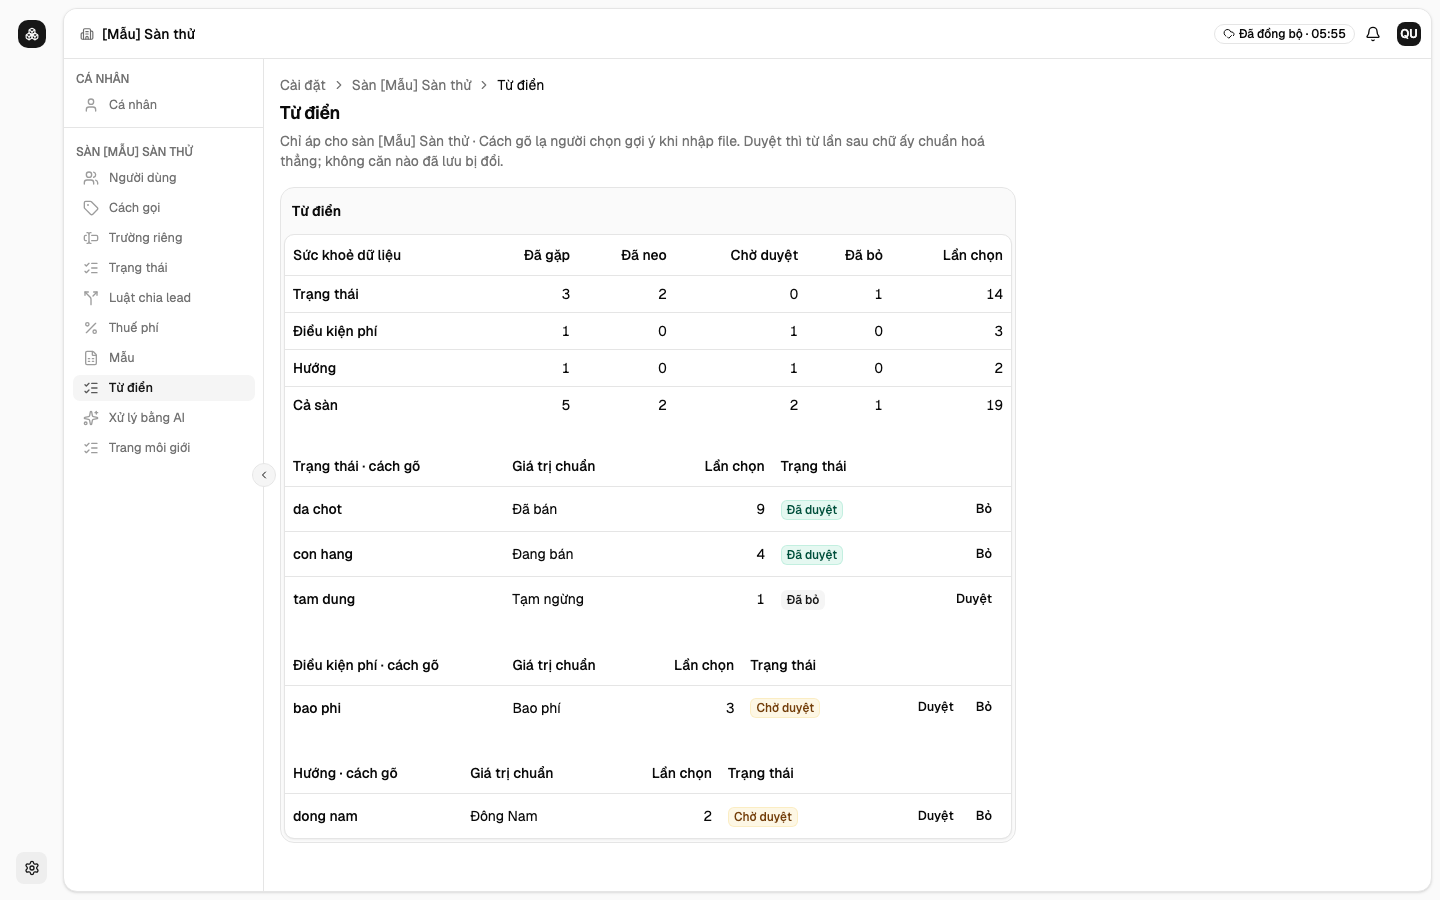 [Mẫu] Sàn thử
Đã đồng bộ · 05:55
QU
CÁ NHÂN
Cá nhân
SÀN [MẪU] SÀN THỬ
Người dùng
Cách gọi
Trường riêng
Trạng thái
Luật chia lead
Thuế phí
Mẫu
Từ điển
Xử lý bằng AI
Trang môi giới
Cài đặt > Sàn [Mẫu] Sàn thử > Từ điển
Từ điển
Chỉ áp cho sàn [Mẫu] Sàn thử · Cách gõ lạ người chọn gợi ý khi nhập file. Duyệt thì từ lần sau chữ ấy chuẩn hoá
thẳng; không căn nào đã lưu bị đổi.
Từ điển
Sức khoẻ dữ liệu Đã gặp Đã neo Chờ duyệt Đã bỏ Lần chọn
Trạng thái 3 2 0 1 14
Điều kiện phí 1 0 1 0 3
Hướng 1 0 1 0 2
Cả sàn 5 2 2 1 19
Trạng thái · cách gõ Giá trị chuẩn Lần chọn Trạng thái
da chot Đã bán 9 Đã duyệt Bỏ
con hang Đang bán 4 Đã duyệt Bỏ
tam dung Tạm ngừng 1 Đã bỏ Duyệt
Điều kiện phí · cách gõ Giá trị chuẩn Lần chọn Trạng thái
bao phi Bao phí 3 Chờ duyệt Duyệt Bỏ
Hướng · cách gõ Giá trị chuẩn Lần chọn Trạng thái
dong nam Đông Nam 2 Chờ duyệt Duyệt Bỏ